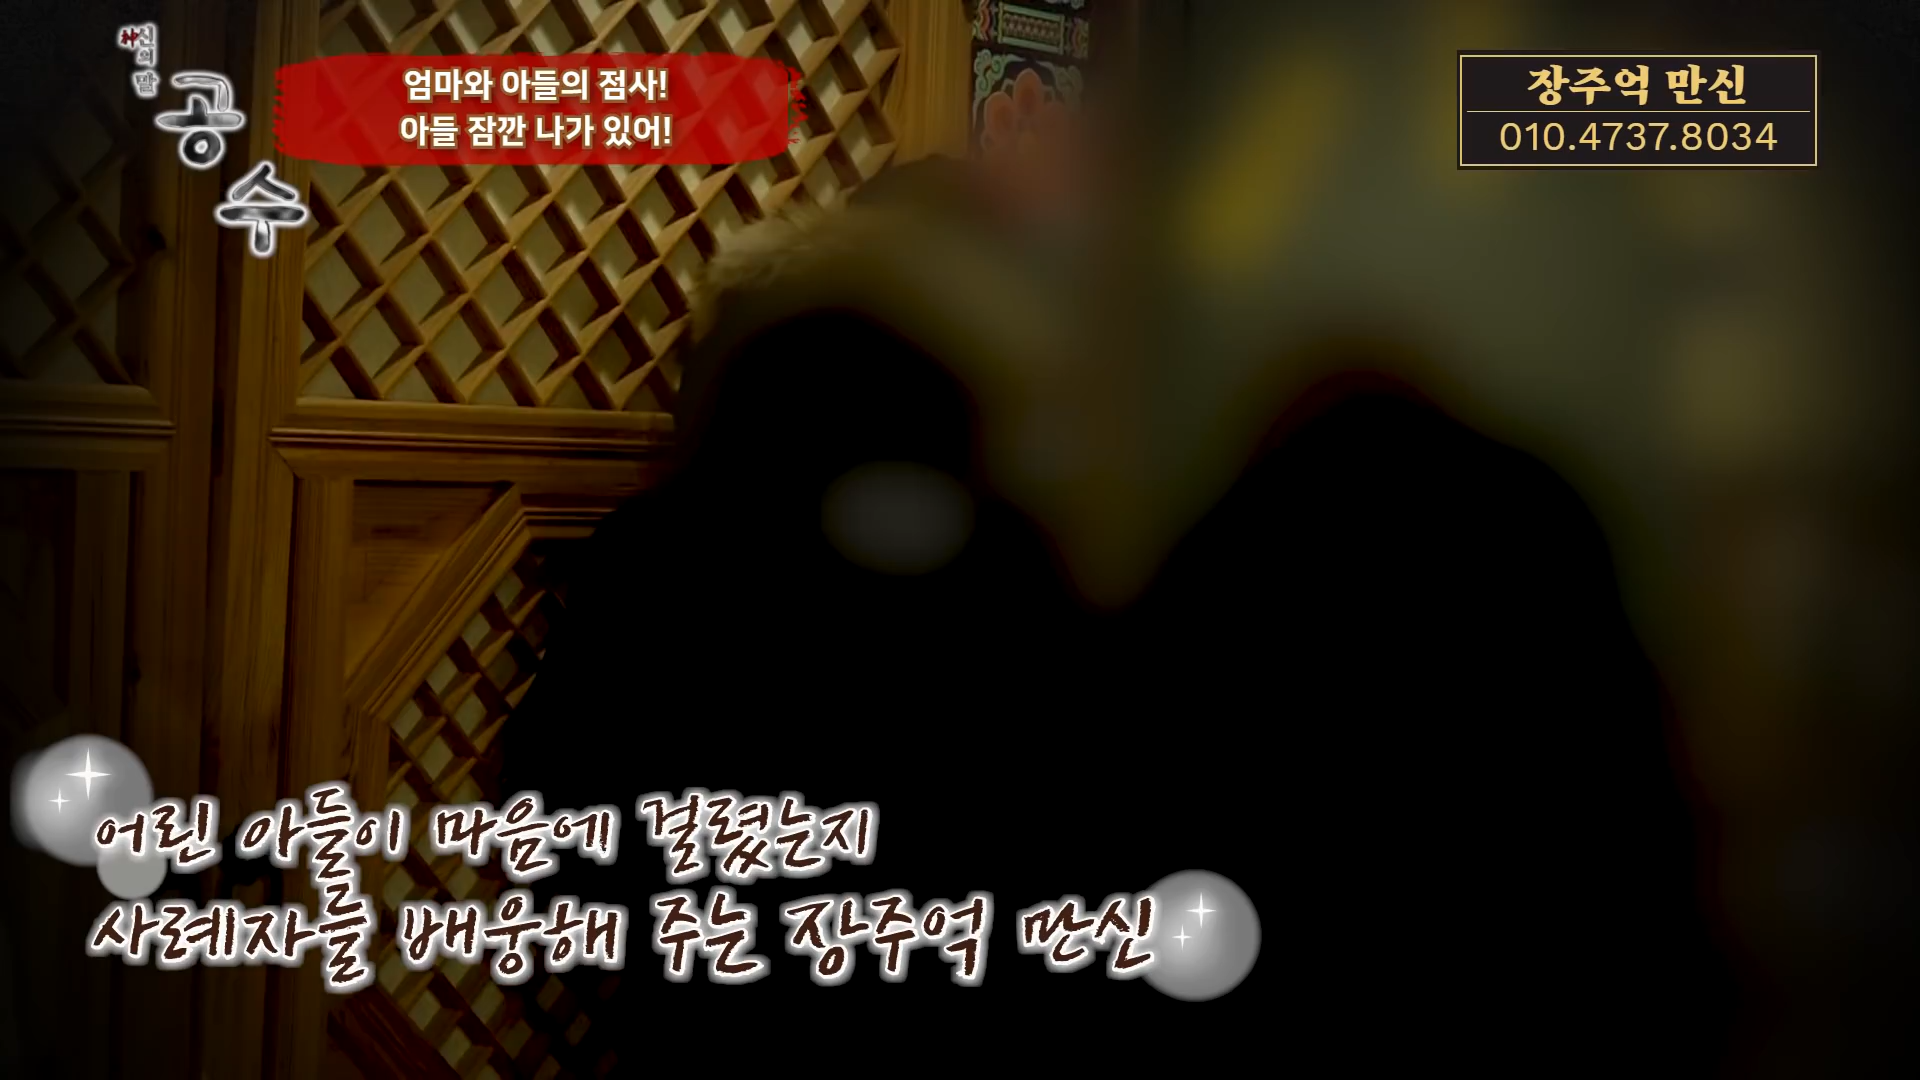 신의 말
공수
엄마와 아들의 점사!
아들 잠깐 나가 있어!
장주억 만신
010.4737.8034
어린 아들이 마음에 걸렸는지
사례자를 배웅해 주는 장주억 만신